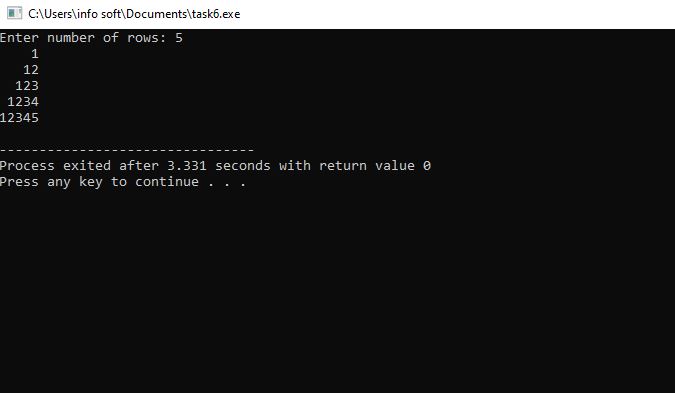 C:\Users\info soft\Documents\task6.exe
Enter number of rows: 5
    1
   12
  123
 1234
12345

--------------------------------
Process exited after 3.331 seconds with return value 0
Press any key to continue . . .